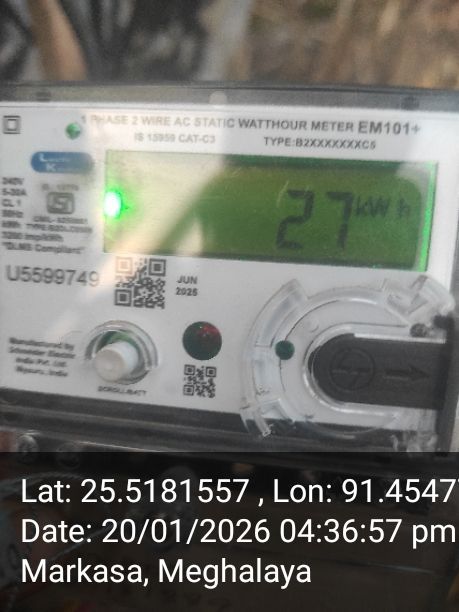 1 PHASE 2 WIRE AC STATIC WATTHOUR METER EM101+
IS 15959 CAT-C3 TYPE:B2XXXXXXXC5
27 kWh
240V
5-30A
CL 1
50Hz
"DLMS Compliant"
U5599749
JUN
2025
Manufactured by
Schneider Electric
India Pvt. Ltd.
Mysuru, India
SCROLL/BATT
Lat: 25.5181557 , Lon: 91.4547
Date: 20/01/2026 04:36:57 pm
Markasa, Meghalaya